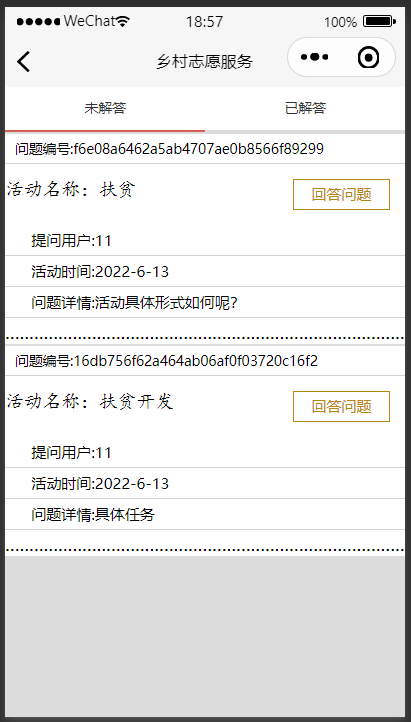 WeChat 18:57 100%
乡村志愿服务
未解答 已解答
问题编号:f6e08a6462a5ab4707ae0b8566f89299
活动名称：扶贫 回答问题
提问用户:11
活动时间:2022-6-13
问题详情:活动具体形式如何呢？
问题编号:16db756f62a464ab06af0f03720c16f2
活动名称：扶贫开发 回答问题
提问用户:11
活动时间:2022-6-13
问题详情:具体任务